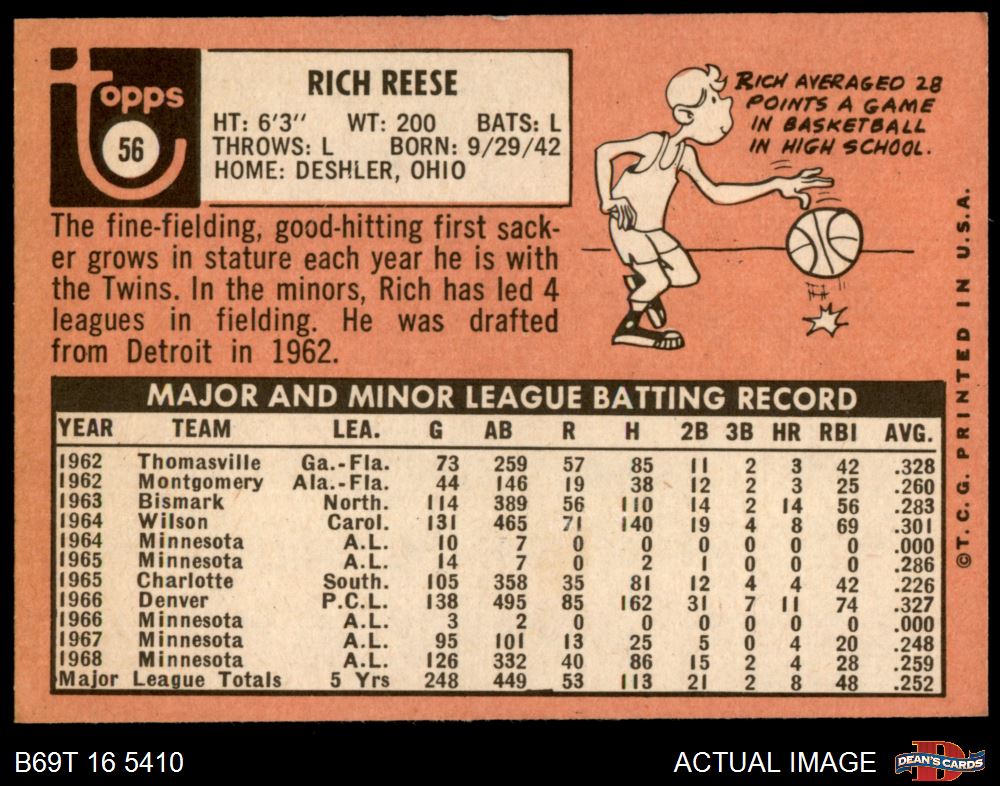 Topps
56
RICH REESE
HT: 6'3'' WT: 200 BATS: L
THROWS: L BORN: 9/29/42
HOME: DESHLER, OHIO
RICH AVERAGED 28
POINTS A GAME
IN BASKETBALL
IN HIGH SCHOOL.
The fine-fielding, good-hitting first sack-
er grows in stature each year he is with
the Twins. In the minors, Rich has led 4
leagues in fielding. He was drafted
from Detroit in 1962.
MAJOR AND MINOR LEAGUE BATTING RECORD
YEAR TEAM LEA. G AB R H 2B 3B HR RBI AVG.
1962 Thomasville Ga.-Fla. 73 259 57 85 11 2 3 42 .328
1962 Montgomery Ala.-Fla. 44 146 19 38 12 2 3 25 .260
1963 Bismark North. 114 389 56 110 14 2 14 56 .283
1964 Wilson Carol. 131 465 71 140 19 4 8 69 .301
1964 Minnesota A.L. 10 7 0 0 0 0 0 0 .000
1965 Minnesota A.L. 14 7 0 2 1 0 0 0 .286
1965 Charlotte South. 105 358 35 81 12 4 4 42 .226
1966 Denver P.C.L. 138 495 85 162 31 7 11 74 .327
1966 Minnesota A.L. 3 2 0 0 0 0 0 0 .000
1967 Minnesota A.L. 95 101 13 25 5 0 4 20 .248
1968 Minnesota A.L. 126 332 40 86 15 2 4 28 .259
Major League Totals 5 Yrs 248 449 53 113 21 2 8 48 .252
©T.C.G. PRINTED IN U.S.A.
B69T 16 5410
ACTUAL IMAGE
DEAN'S CARDS